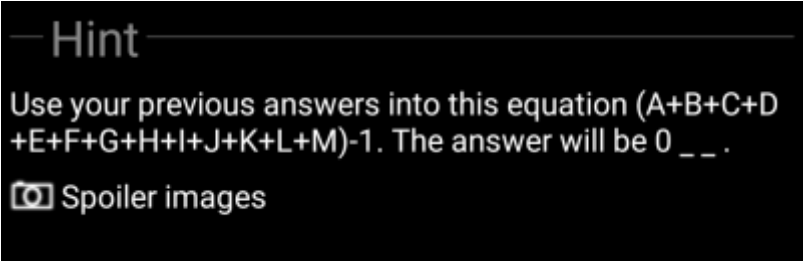 Hint
Use your previous answers into this equation (A+B+C+D
+E+F+G+H+I+J+K+L+M)-1. The answer will be 0 _ _ .
Spoiler images